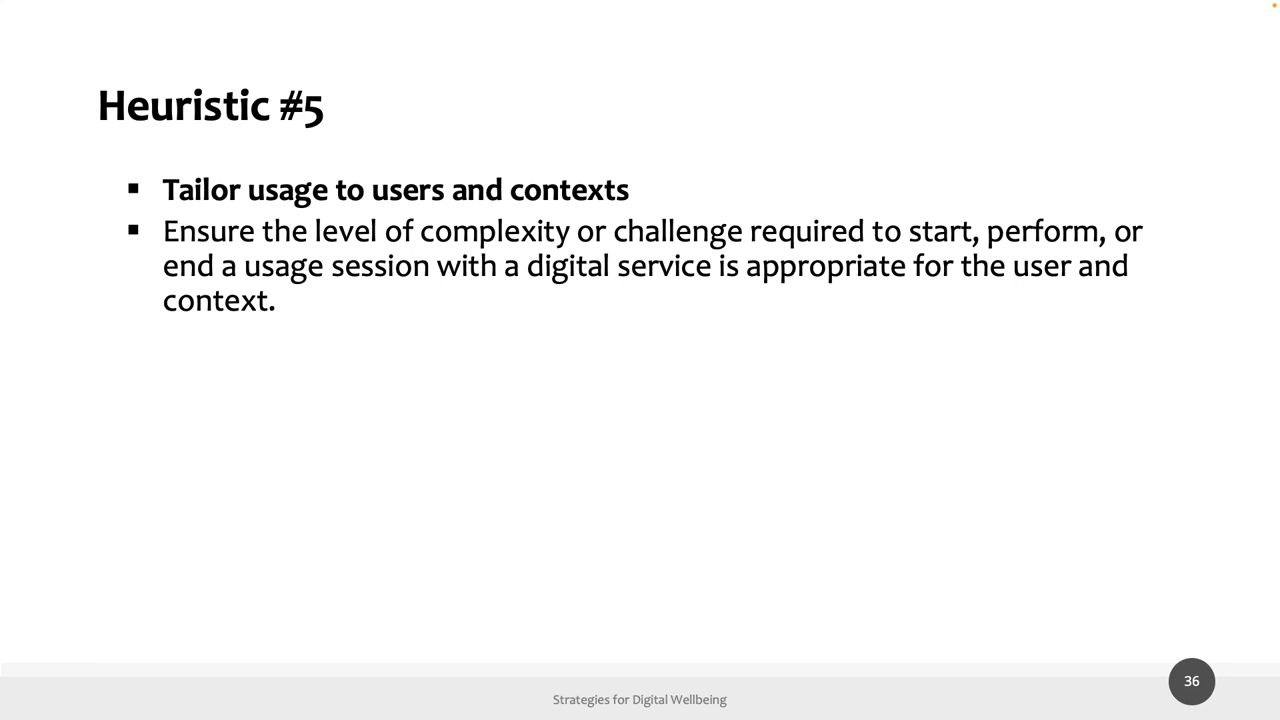 Heuristic #5
▪ Tailor usage to users and contexts
▪ Ensure the level of complexity or challenge required to start, perform, or
end a usage session with a digital service is appropriate for the user and
context.
36
Strategies for Digital Wellbeing